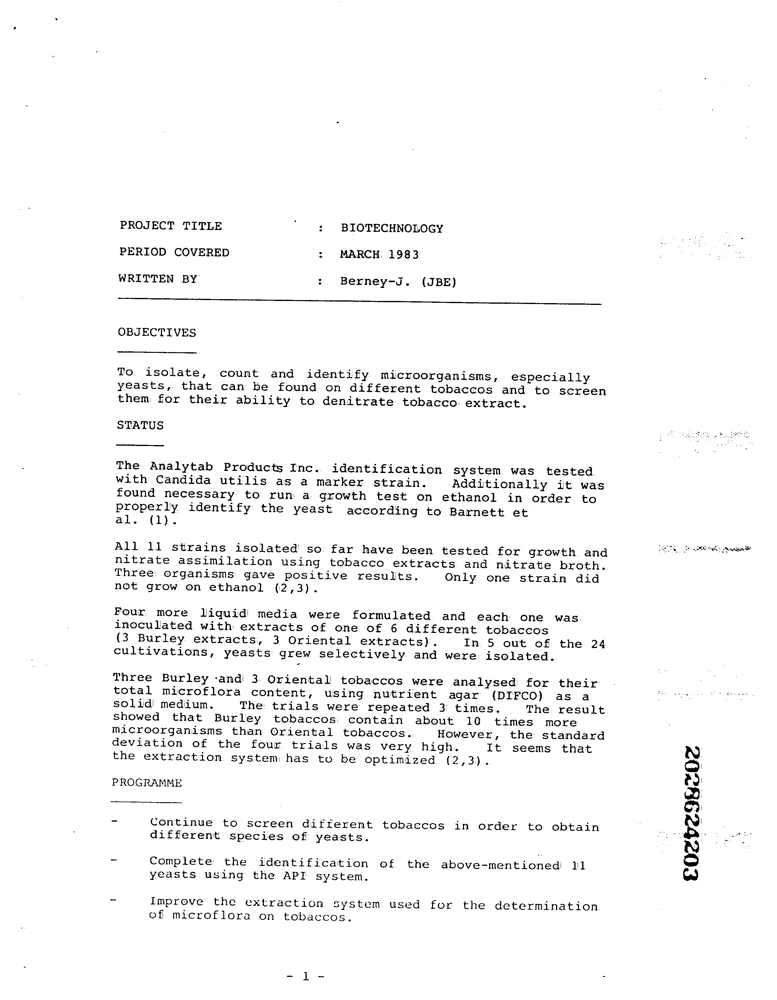 PROJECT TITLE : BIOTECHNOLOGY
PERIOD COVERED : MARCH 1983
WRITTEN BY : Berney-J. (JBE)
OBJECTIVES
To isolate, count and identify microorganisms, especially
yeasts, that can be found on different tobaccos and to screen
them for their ability to denitrate tobacco extract.
STATUS
The Analytab Products Inc. identification system was tested
with Candida utilis as a marker strain. Additionally it was
found necessary to run a growth test on ethanol in order to
properly identify the yeast according to Barnett et
al. (1).
All 11 strains isolated so far have been tested for growth and
nitrate assimilation using tobacco extracts and nitrate broth.
Three organisms gave positive results. Only one strain did
not grow on ethanol (2,3).
Four more liquid media were formulated and each one was
inoculated with extracts of one of 6 different tobaccos
(3 Burley extracts, 3 Oriental extracts). In 5 out of the 24
cultivations, yeasts grew selectively and were isolated.
Three Burley and 3 Oriental tobaccos were analysed for their
total microflora content, using nutrient agar (DIFCO) as a
solid medium. The trials were repeated 3 times. The result
showed that Burley tobaccos contain about 10 times more
microorganisms than Oriental tobaccos. However, the standard
deviation of the four trials was very high. It seems that
the extraction system has to be optimized (2,3).
PROGRAMME
- Continue to screen different tobaccos in order to obtain
different species of yeasts.
- Complete the identification of the above-mentioned 11
yeasts using the API system.
- Improve the extraction system used for the determination
of microflora on tobaccos.
- 1 -
2028624203